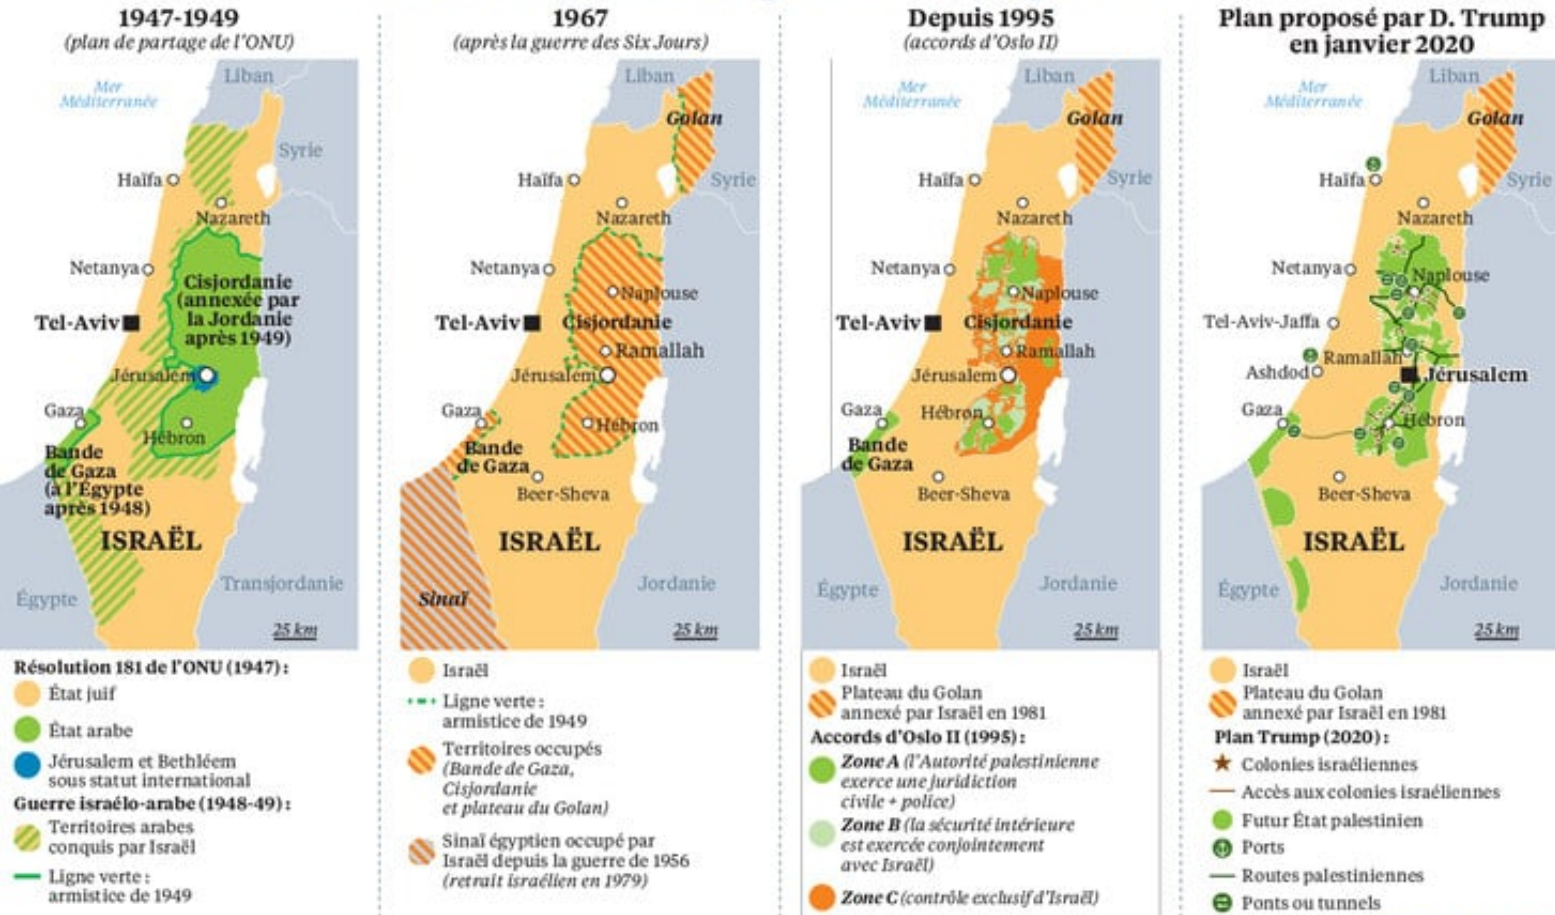 1947-1949
(plan de partage de l'ONU)
Liban
Mer
Méditerranée
Syrie
Haïfa
Nazareth
Netanya
Cisjordanie
(annexée par
la Jordanie
après 1949)
Tel-Aviv
Jérusalem
Gaza
Hébron
Bande
de Gaza
(à l'Égypte
après 1948)
ISRAËL
Égypte
Transjordanie
25 km
Résolution 181 de l'ONU (1947) :
État juif
État arabe
Jérusalem et Bethléem
sous statut international
Guerre israélo-arabe (1948-49) :
Territoires arabes
conquis par Israël
Ligne verte :
armistice de 1949
1967
(après la guerre des Six Jours)
Liban
Golan
Syrie
Haïfa
Nazareth
Netanya
Naplouse
Tel-Aviv
Cisjordanie
Ramallah
Jérusalem
Gaza
Hébron
Bande
de Gaza
Beer-Sheva
ISRAËL
Jordanie
Sinaï
25 km
Israël
Ligne verte :
armistice de 1949
Territoires occupés
(Bande de Gaza,
Cisjordanie
et plateau du Golan)
Sinaï égyptien occupé par
Israël depuis la guerre de 1956
(retrait israélien en 1979)
Depuis 1995
(accords d'Oslo II)
Liban
Mer
Méditerranée
Golan
Syrie
Haïfa
Nazareth
Netanya
Naplouse
Tel-Aviv
Cisjordanie
Ramallah
Jérusalem
Gaza
Hébron
Bande
de Gaza
Beer-Sheva
ISRAËL
Égypte
Jordanie
25 km
Israël
Plateau du Golan
annexé par Israël en 1981
Accords d'Oslo II (1995) :
Zone A (l'Autorité palestinienne
exerce une juridiction
civile + police)
Zone B (la sécurité intérieure
est exercée conjointement
avec Israël)
Zone C (contrôle exclusif d'Israël)
Plan proposé par D. Trump
en janvier 2020
Liban
Mer
Méditerranée
Golan
Syrie
Haïfa
Nazareth
Netanya
Naplouse
Tel-Aviv-Jaffa
Ramallah
Ashdod
Jérusalem
Gaza
Hébron
Beer-Sheva
ISRAËL
Égypte
Jordanie
25 km
Israël
Plateau du Golan
annexé par Israël en 1981
Plan Trump (2020) :
Colonies israéliennes
Accès aux colonies israéliennes
Futur État palestinien
Ports
Routes palestiniennes
Ponts ou tunnels